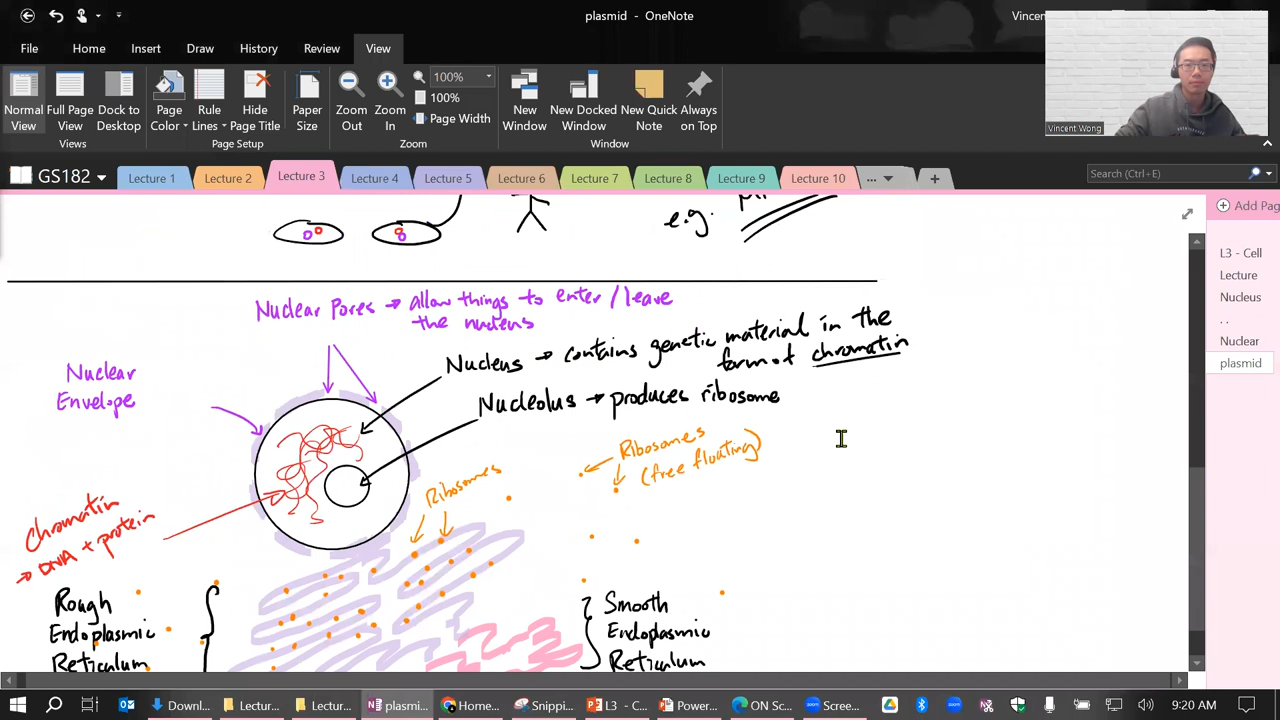 plasmid - OneNote
Vincen
File Home Insert Draw History Review View
Normal View
Full Page View
Dock to Desktop
Views
Page Color
Rule Lines
Hide Page Title
Page Setup
Paper Size
Zoom Out
Zoom In
100%
100%
Page Width
Zoom
New Window
New Docked Window
New Quick Note
Always on Top
Window
Vincent Wong
GS182
Lecture 1 Lecture 2 Lecture 3 Lecture 4 Lecture 5 Lecture 6 Lecture 7 Lecture 8 Lecture 9 Lecture 10 ...
Search (Ctrl+E)
Add Pag
L3 - Cell
Lecture
Nucleus
. .
Nuclear
plasmid
e.g.
Nuclear Pores → allow things to enter/leave
the nucleus
Nucleus → contains genetic material in the
form of chromatin
Nuclear
Envelope
Nucleolus → produces ribosome
Ribosomes
(free floating)
Ribosomes
Chromatin
→ DNA + protein
Rough
Endoplasmic
Reticulum
Smooth
Endoplasmic
Reticulum
Downl...
Lectur...
Lectur...
plasmi...
Home...
Snippi...
L3 - C...
Power...
ON SC...
Scree...
9:20 AM